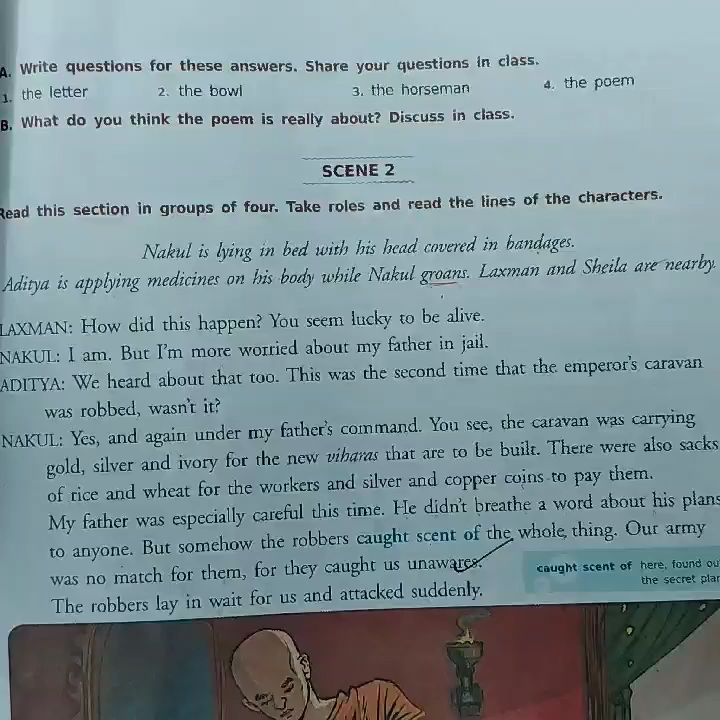 A. Write questions for these answers. Share your questions in class.
1. the letter 2. the bowl 3. the horseman 4. the poem
B. What do you think the poem is really about? Discuss in class.
SCENE 2
Read this section in groups of four. Take roles and read the lines of the characters.
Nakul is lying in bed with his head covered in bandages.
Aditya is applying medicines on his body while Nakul groans. Laxman and Sheila are nearby.
LAXMAN: How did this happen? You seem lucky to be alive.
NAKUL: I am. But I'm more worried about my father in jail.
ADITYA: We heard about that too. This was the second time that the emperor's caravan
was robbed, wasn't it?
NAKUL: Yes, and again under my father's command. You see, the caravan was carrying
gold, silver and ivory for the new viharas that are to be built. There were also sacks
of rice and wheat for the workers and silver and copper coins to pay them.
My father was especially careful this time. He didn't breathe a word about his plans
to anyone. But somehow the robbers caught scent of the whole thing. Our army
was no match for them, for they caught us unawares.
The robbers lay in wait for us and attacked suddenly.
caught scent of here, found ou
the secret plan